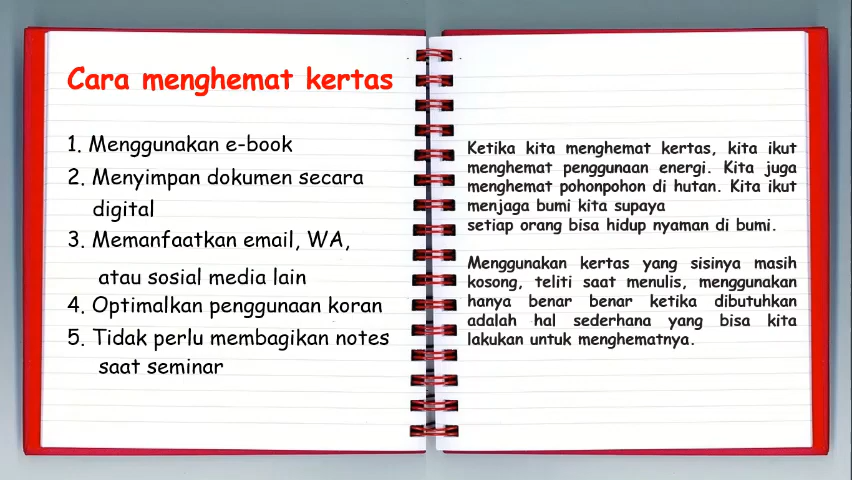 Cara menghemat kertas
1. Menggunakan e-book
2. Menyimpan dokumen secara
digital
3. Memanfaatkan email, WA,
atau sosial media lain
4. Optimalkan penggunaan koran
5. Tidak perlu membagikan notes
saat seminar
Ketika kita menghemat kertas, kita ikut
menghemat penggunaan energi. Kita juga
menghemat pohonpohon di hutan. Kita ikut
menjaga bumi kita supaya
setiap orang bisa hidup nyaman di bumi.
Menggunakan kertas yang sisinya masih
kosong, teliti saat menulis, menggunakan
hanya benar benar ketika dibutuhkan
adalah hal sederhana yang bisa kita
lakukan untuk menghematnya.